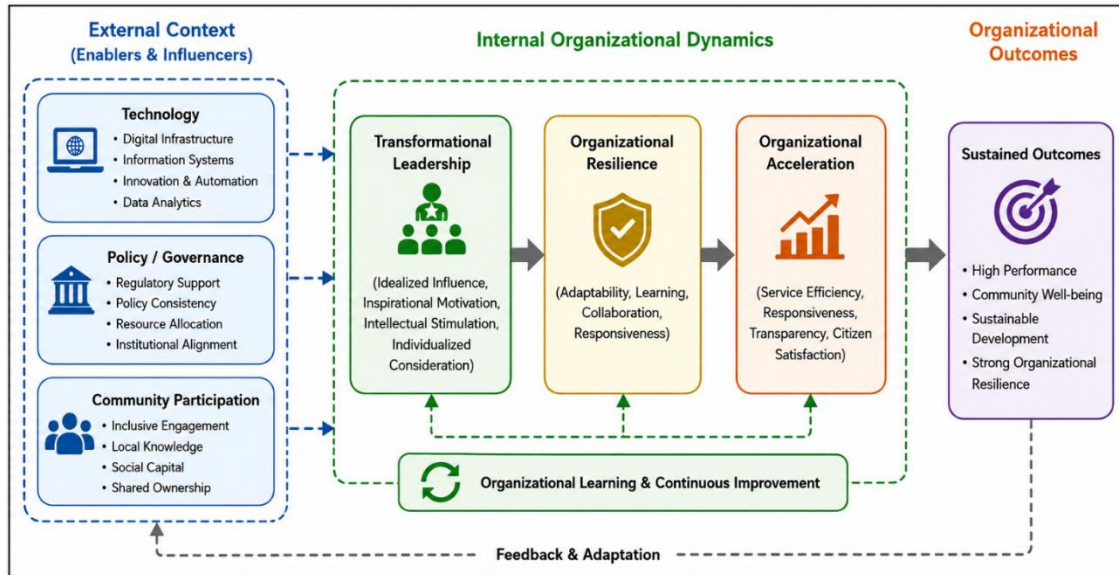 External Context
(Enablers & Influencers)
Technology
• Digital Infrastructure
• Information Systems
• Innovation & Automation
• Data Analytics
Policy / Governance
• Regulatory Support
• Policy Consistency
• Resource Allocation
• Institutional Alignment
Community Participation
• Inclusive Engagement
• Local Knowledge
• Social Capital
• Shared Ownership
Internal Organizational Dynamics
Transformational
Leadership
(Idealized Influence,
Inspirational Motivation,
Intellectual Stimulation,
Individualized
Consideration)
Organizational
Resilience
(Adaptability, Learning,
Collaboration,
Responsiveness)
Organizational
Acceleration
(Service Efficiency,
Responsiveness,
Transparency, Citizen
Satisfaction)
Organizational Learning & Continuous Improvement
Organizational
Outcomes
Sustained Outcomes
• High Performance
• Community Well-being
• Sustainable
Development
• Strong Organizational
Resilience
Feedback & Adaptation